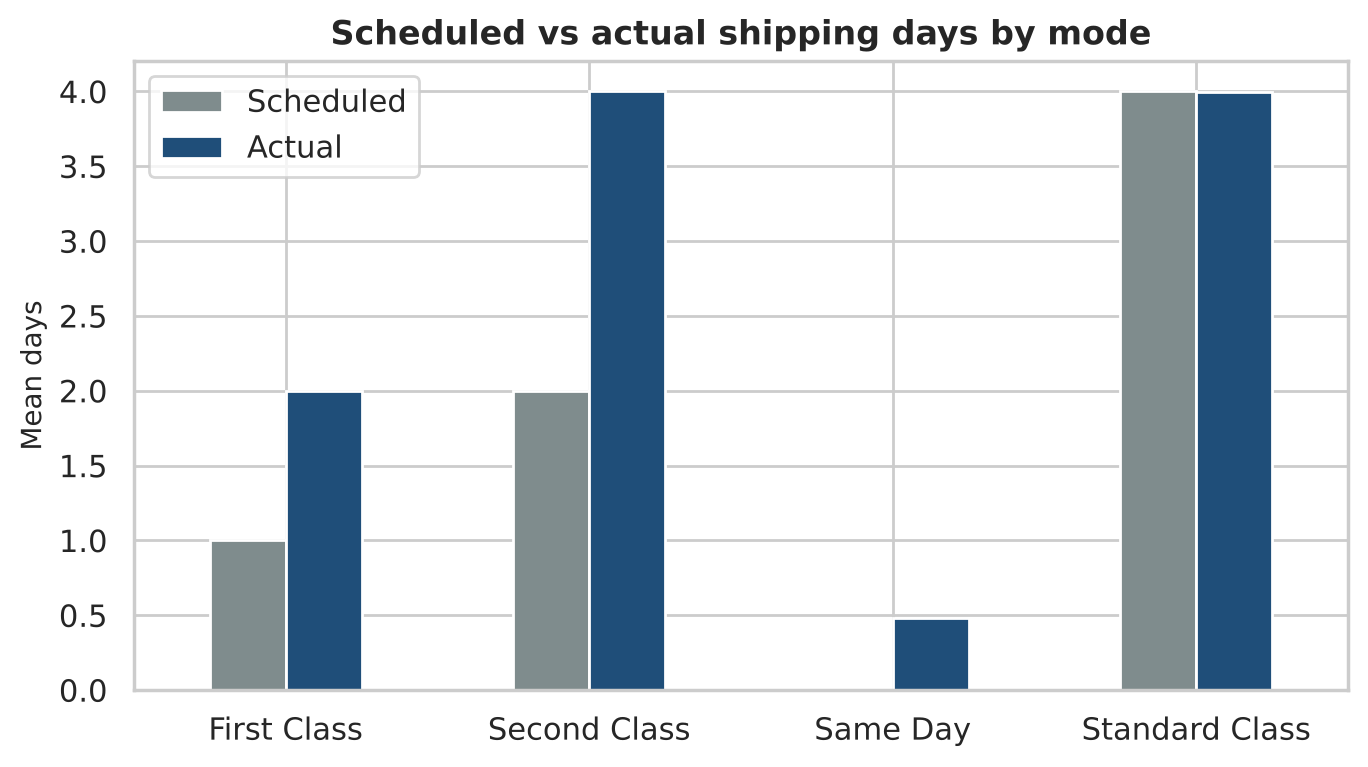 Scheduled vs actual shipping days by mode
Scheduled
Actual
Mean days
4.0
3.5
3.0
2.5
2.0
1.5
1.0
0.5
0.0
First Class
Second Class
Same Day
Standard Class